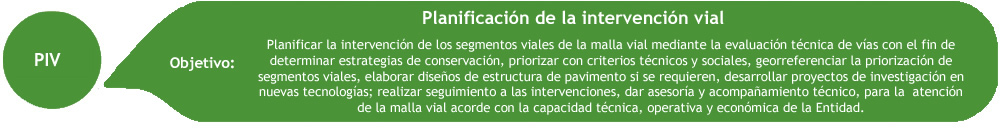 Planificación de la intervención vial
PIV
Objetivo:
Planificar la intervención de los segmentos viales de la malla vial mediante la evaluación técnica de vías con el fin de
determinar estrategias de conservación, priorizar con criterios técnicos y sociales, georreferenciar la priorización de
segmentos viales, elaborar diseños de estructura de pavimento si se requieren, desarrollar proyectos de investigación en
nuevas tecnologías; realizar seguimiento a las intervenciones, dar asesoría y acompañamiento técnico, para la atención
de la malla vial acorde con la capacidad técnica, operativa y económica de la Entidad.